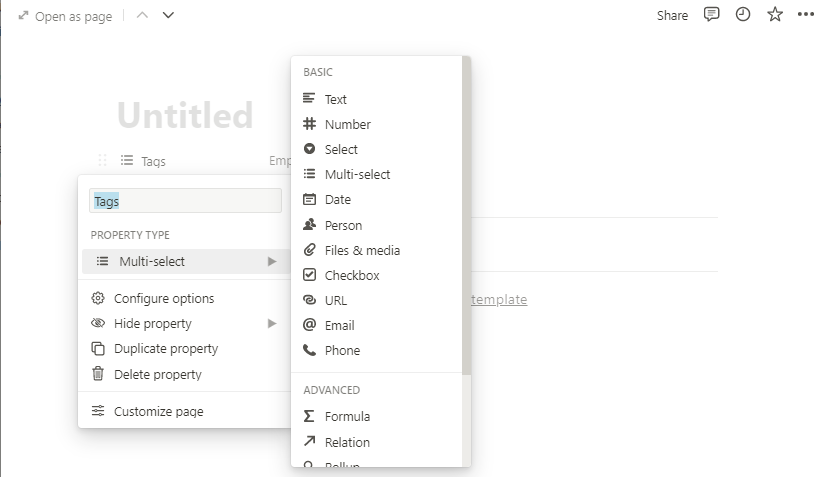 Open as page
Share
Untitled
Tags
Emp
Tags
PROPERTY TYPE
Multi-select
Configure options
Hide property
Duplicate property
Delete property
Customize page
BASIC
Text
Number
Select
Multi-select
Date
Person
Files & media
Checkbox
URL
Email
Phone
ADVANCED
Formula
Relation
Rollup
template